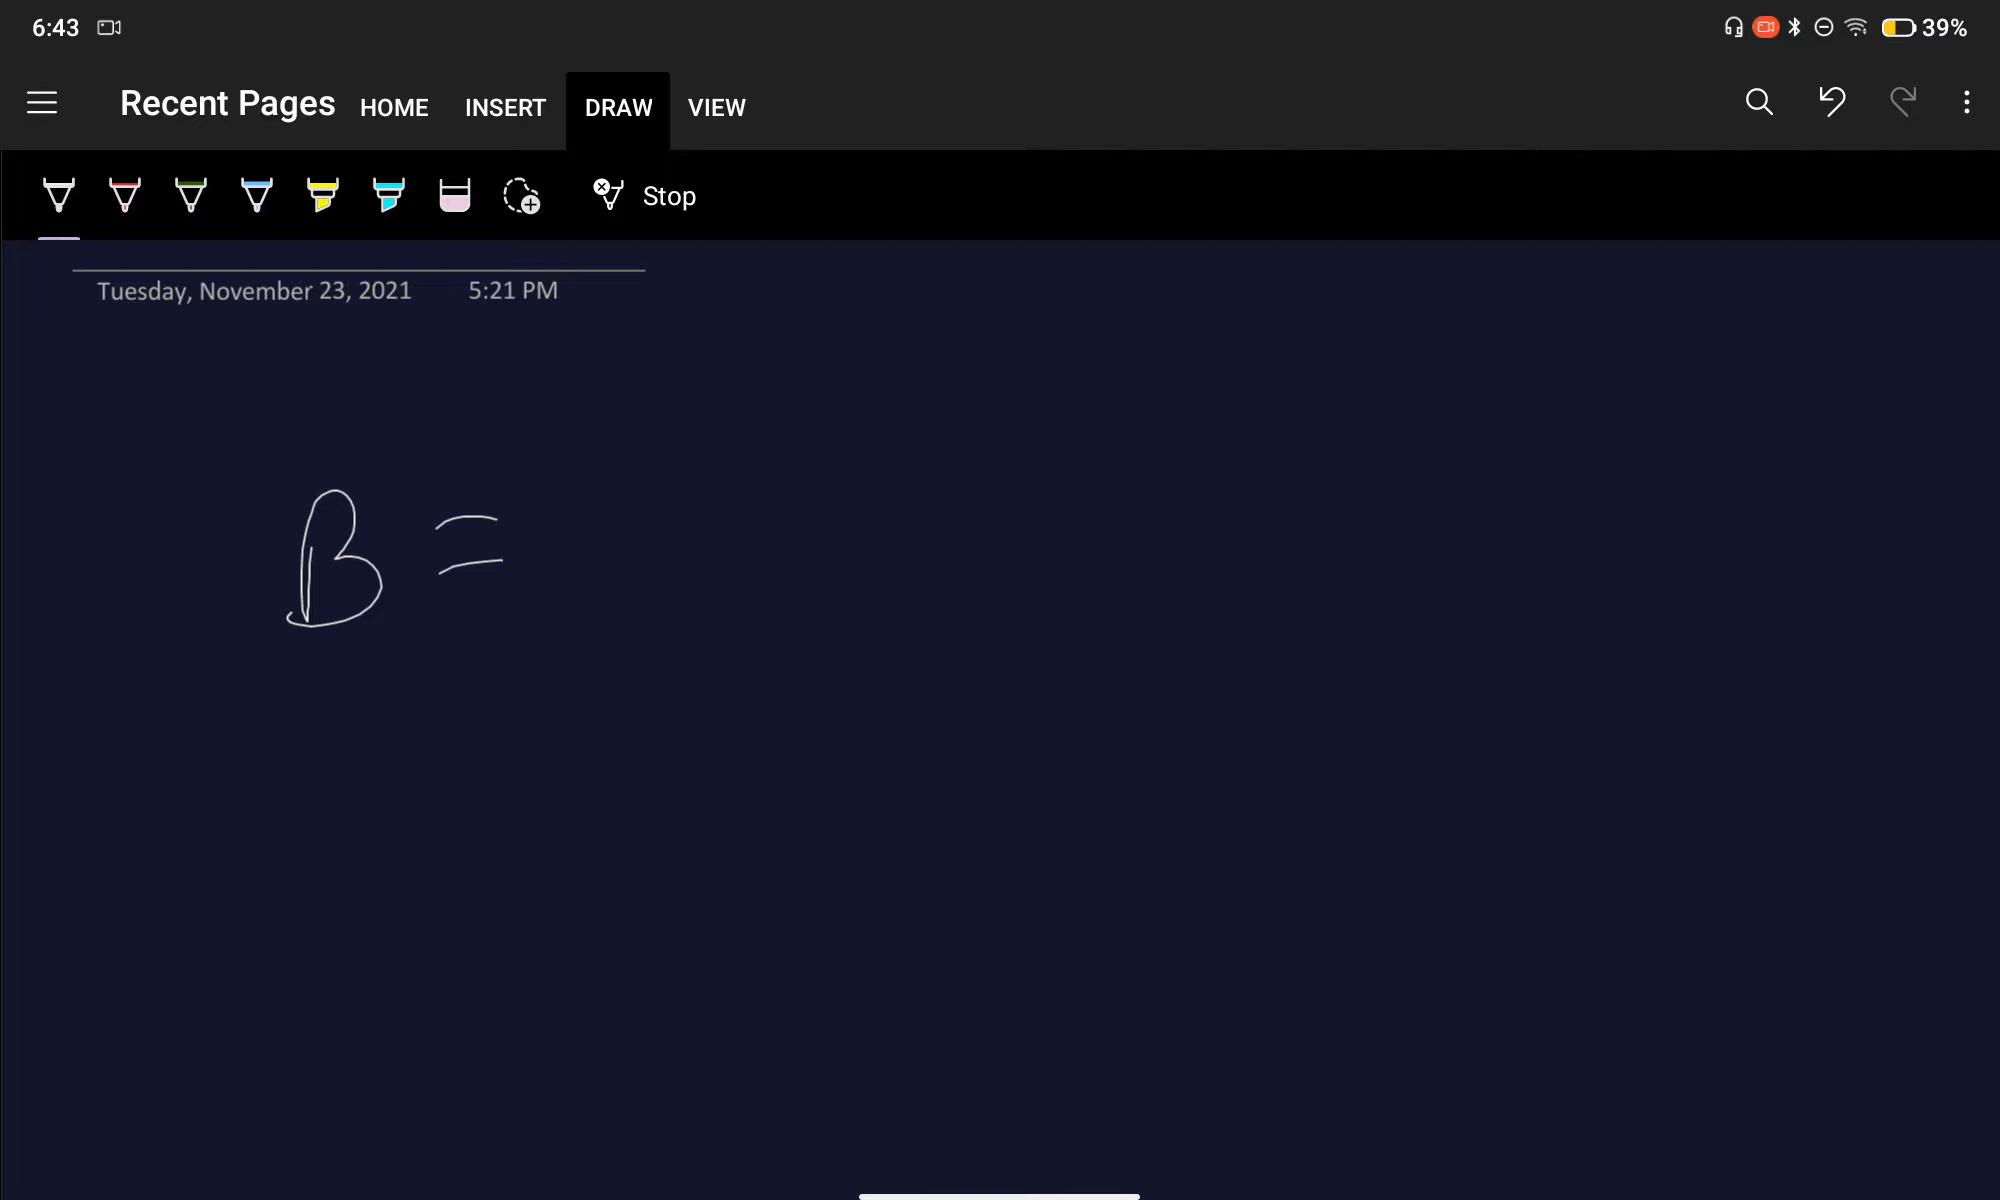 6:43 39%
Recent Pages HOME INSERT DRAW VIEW
Stop
Tuesday, November 23, 2021 5:21 PM
B =